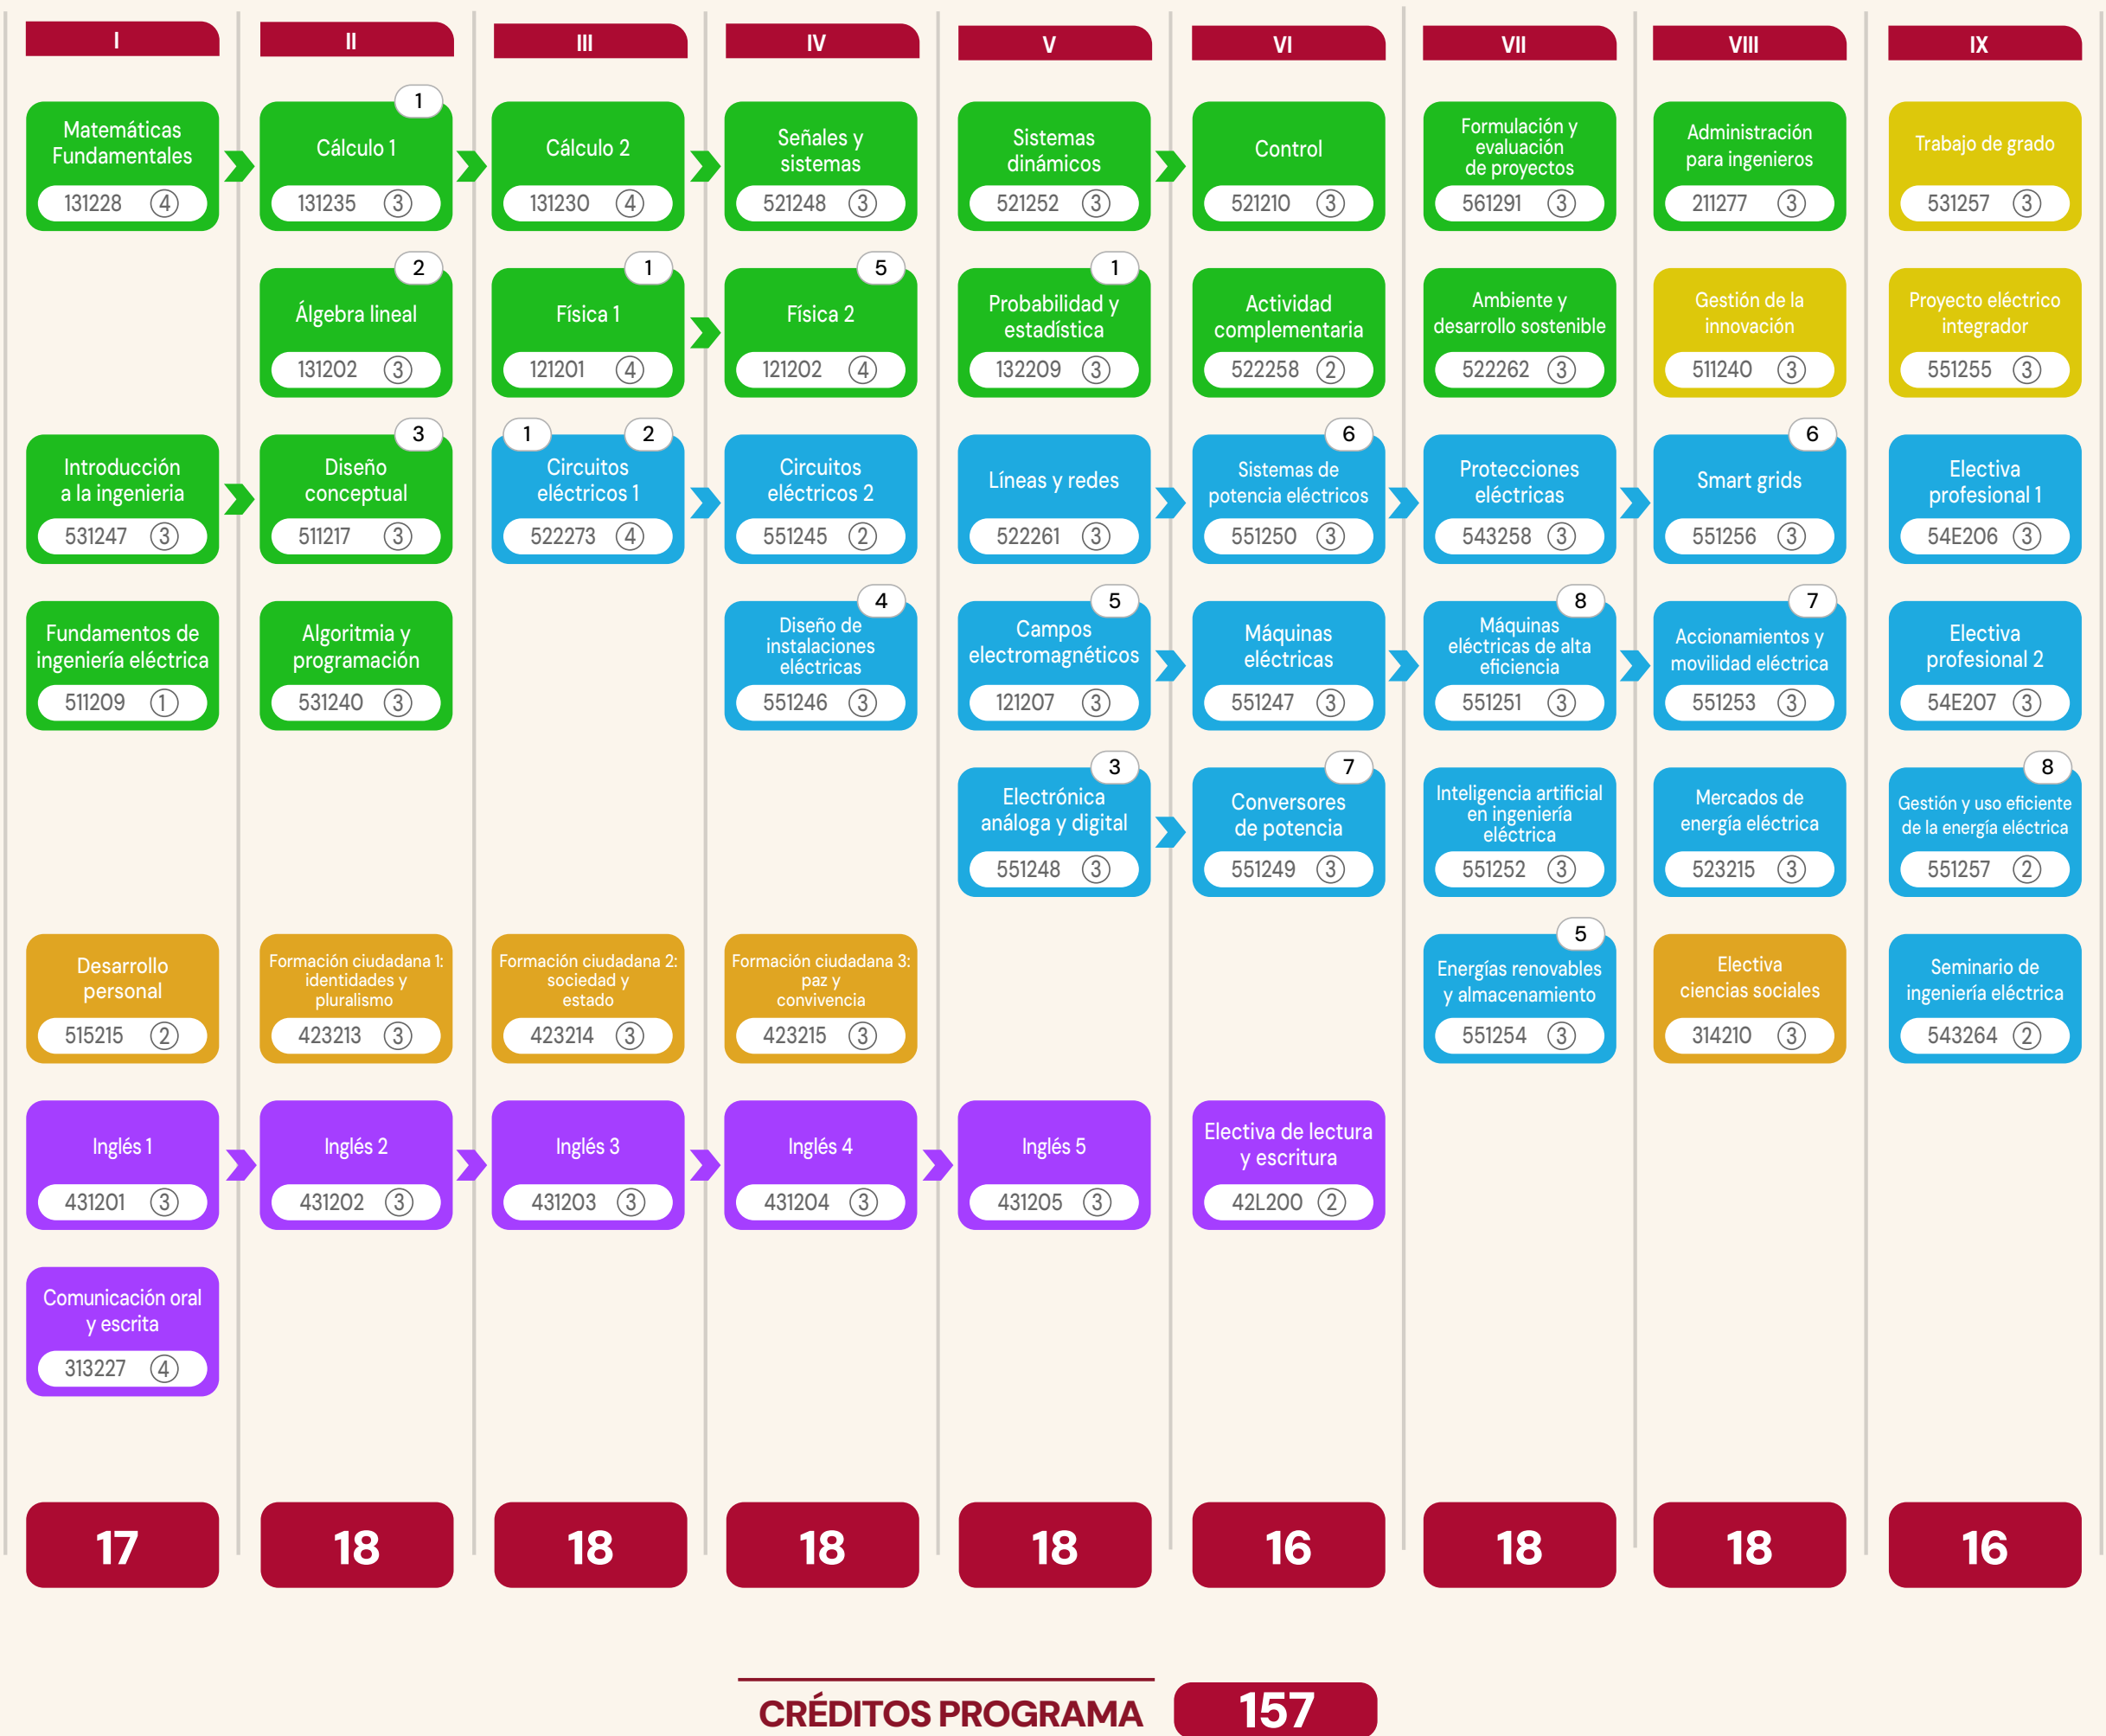 I
II
III
IV
V
VI
VII
VIII
IX
Matemáticas
Fundamentales
131228 4
1
Cálculo 1
131235 3
Cálculo 2
131230 4
Señales y
sistemas
521248 3
Sistemas
dinámicos
521252 3
Control
521210 3
Formulación y
evaluación
de proyectos
561291 3
Administración
para ingenieros
211277 3
Trabajo de grado
531257 3
2
Álgebra lineal
131202 3
1
Física 1
121201 4
5
Física 2
121202 4
1
Probabilidad y
estadística
132209 3
Actividad
complementaria
522258 2
Ambiente y
desarrollo sostenible
522262 3
Gestión de la
innovación
511240 3
Proyecto eléctrico
integrador
551255 3
Introducción
a la ingenieria
531247 3
3
Diseño
conceptual
511217 3
1 2
Circuitos
eléctricos 1
522273 4
Circuitos
eléctricos 2
551245 2
Líneas y redes
522261 3
6
Sistemas de
potencia eléctricos
551250 3
Protecciones
eléctricas
543258 3
6
Smart grids
551256 3
Electiva
profesional 1
54E206 3
Fundamentos de
ingeniería eléctrica
511209 1
Algoritmia y
programación
531240 3
4
Diseño de
instalaciones
eléctricas
551246 3
5
Campos
electromagnéticos
121207 3
Máquinas
eléctricas
551247 3
8
Máquinas
eléctricas de alta
eficiencia
551251 3
7
Accionamientos y
movilidad eléctrica
551253 3
Electiva
profesional 2
54E207 3
3
Electrónica
análoga y digital
551248 3
7
Conversores
de potencia
551249 3
Inteligencia artificial
en ingeniería
eléctrica
551252 3
Mercados de
energía eléctrica
523215 3
8
Gestión y uso eficiente
de la energía eléctrica
551257 2
Desarrollo
personal
515215 2
Formación ciudadana 1:
identidades y
pluralismo
423213 3
Formación ciudadana 2:
sociedad y
estado
423214 3
Formación ciudadana 3:
paz y
convivencia
423215 3
5
Energías renovables
y almacenamiento
551254 3
Electiva
ciencias sociales
314210 3
Seminario de
ingeniería eléctrica
543264 2
Inglés 1
431201 3
Inglés 2
431202 3
Inglés 3
431203 3
Inglés 4
431204 3
Inglés 5
431205 3
Electiva de lectura
y escritura
42L200 2
Comunicación oral
y escrita
313227 4
17
18
18
18
18
16
18
18
16
CRÉDITOS PROGRAMA 157